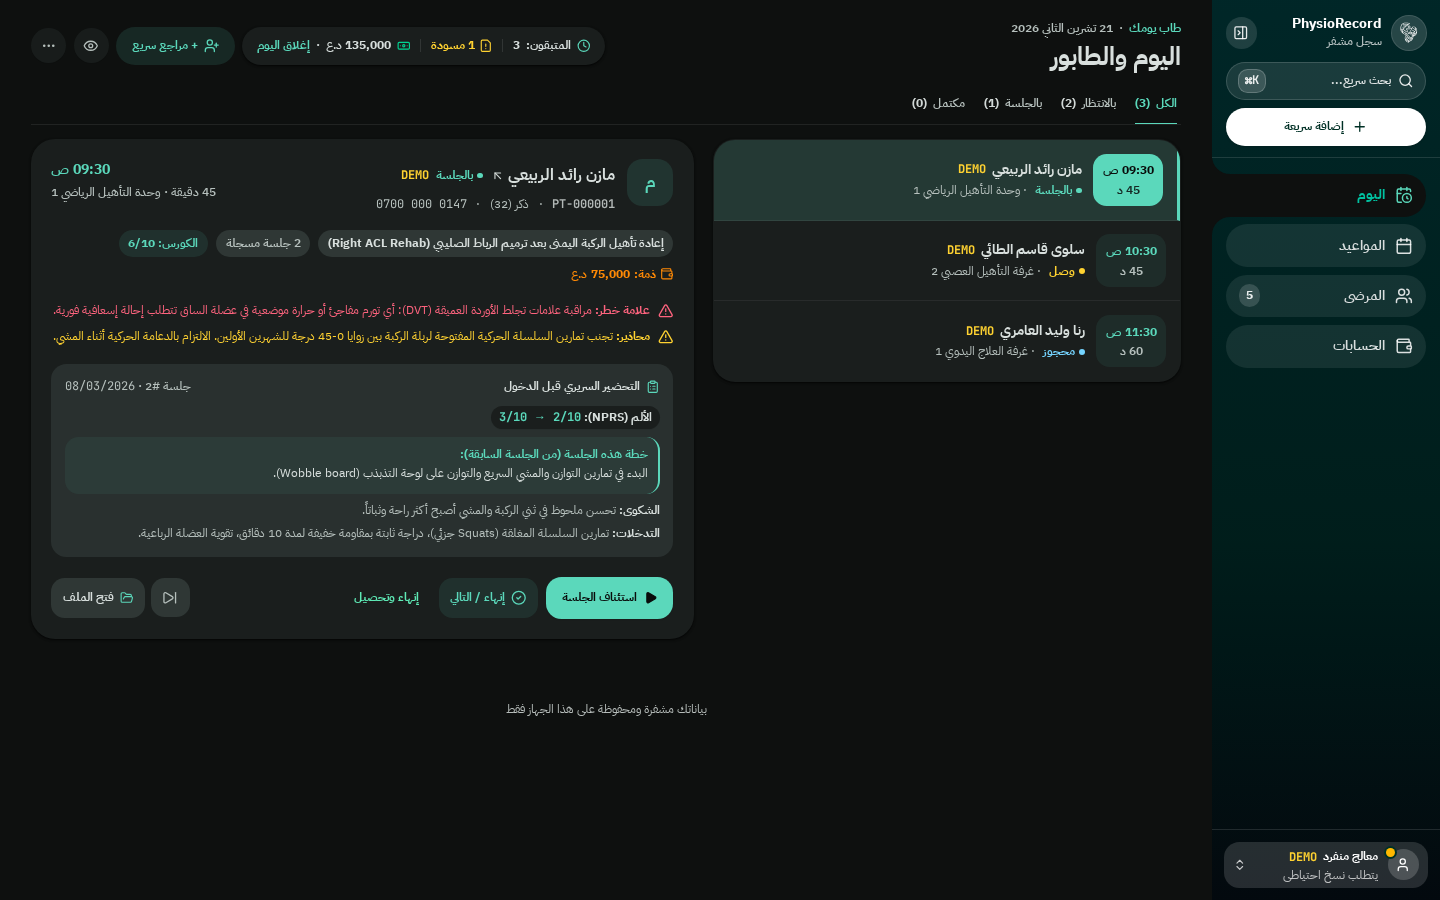 PhysioRecord
سجل مشفر
بحث سريع...
⌘K
إضافة سريعة
اليوم
المواعيد
المرضى
5
الحسابات
معالج منفرد DEMO
يتطلب نسخ احتياطي
طاب يومك · 21 تشرين الثاني 2026
اليوم والطابور
المتبقون: 3
1 مسودة
135,000 د.ع · إغلاق اليوم
+ مراجع سريع
الكل (3)
بالانتظار (2)
بالجلسة (1)
مكتمل (0)
09:30 ص
45 د
مازن رائد الربيعي DEMO
بالجلسة · وحدة التأهيل الرياضي 1
10:30 ص
45 د
سلوى قاسم الطائي DEMO
وصل · غرفة التأهيل العصبي 2
11:30 ص
60 د
رنا وليد العامري DEMO
محجوز · غرفة العلاج اليدوي 1
م
مازن رائد الربيعي
بالجلسة DEMO
PT-000001 · ذكر (32) · 0700 000 0147
09:30 ص
45 دقيقة · وحدة التأهيل الرياضي 1
إعادة تأهيل الركبة اليمنى بعد ترميم الرباط الصليبي (Right ACL Rehab)
2 جلسة مسجلة
الكورس: 6/10
ذمة: 75,000 د.ع
علامة خطر: مراقبة علامات تجلط الأوردة العميقة (DVT): أي تورم مفاجئ أو حرارة موضعية في عضلة الساق تتطلب إحالة إسعافية فورية.
محاذير: تجنب تمارين السلسلة الحركية المفتوحة لربلة الركبة بين زوايا 0-45 درجة للشهرين الأولين. الالتزام بالدعامة الحركية أثناء المشي.
التحضير السريري قبل الدخول
جلسة #2 · 08/03/2026
الألم (NPRS): 2/10 → 3/10
خطة هذه الجلسة (من الجلسة السابقة):
البدء في تمارين التوازن والمشي السريع والتوازن على لوحة التذبذب (Wobble board).
الشكوى: تحسن ملحوظ في ثني الركبة والمشي أصبح أكثر راحة وثباتاً.
التدخلات: تمارين السلسلة المغلقة (Squats جزئي)، دراجة ثابتة بمقاومة خفيفة لمدة 10 دقائق، تقوية العضلة الرباعية.
استئناف الجلسة
إنهاء / التالي
إنهاء وتحصيل
فتح الملف
بياناتك مشفرة ومحفوظة على هذا الجهاز فقط